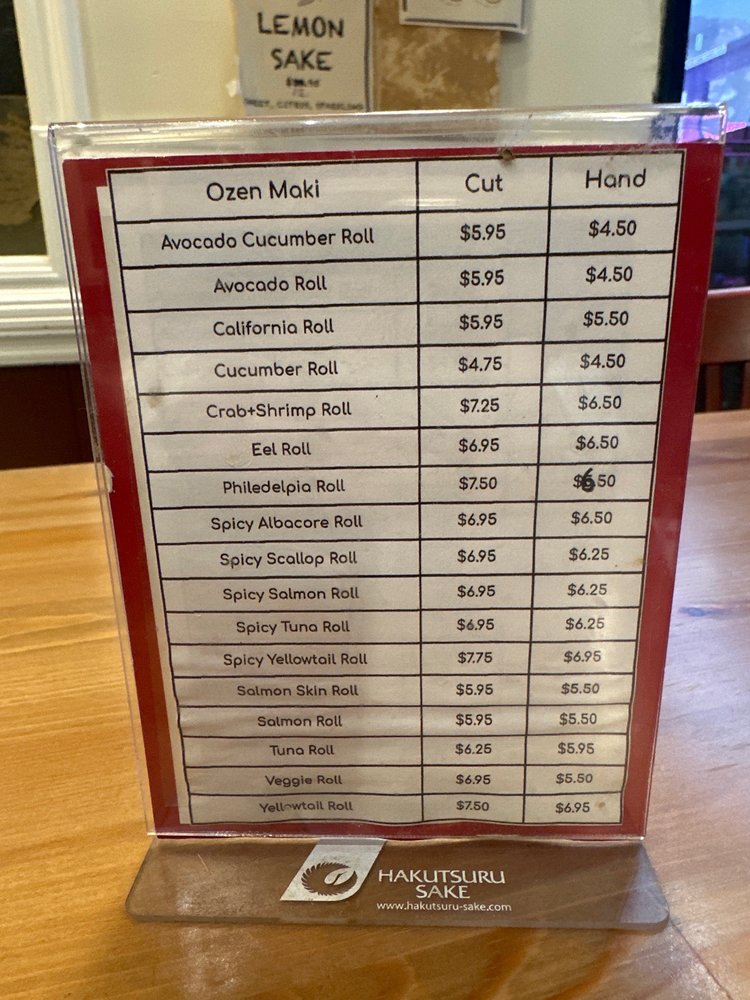 LEMON
SAKE
Ozen Maki Cut Hand
Avocado Cucumber Roll $5.95 $4.50
Avocado Roll $5.95 $4.50
California Roll $5.95 $5.50
Cucumber Roll $4.75 $4.50
Crab+Shrimp Roll $7.25 $6.50
Eel Roll $6.95 $6.50
Philedelpia Roll $7.50 $6.50
Spicy Albacore Roll $6.95 $6.50
Spicy Scallop Roll $6.95 $6.25
Spicy Salmon Roll $6.95 $6.25
Spicy Tuna Roll $6.95 $6.25
Spicy Yellowtail Roll $7.75 $6.95
Salmon Skin Roll $5.95 $5.50
Salmon Roll $5.95 $5.50
Tuna Roll $6.25 $5.95
Veggie Roll $6.95 $5.50
Yellowtail Roll $7.50 $6.95
HAKUTSURU
SAKE
www.hakutsuru-sake.com